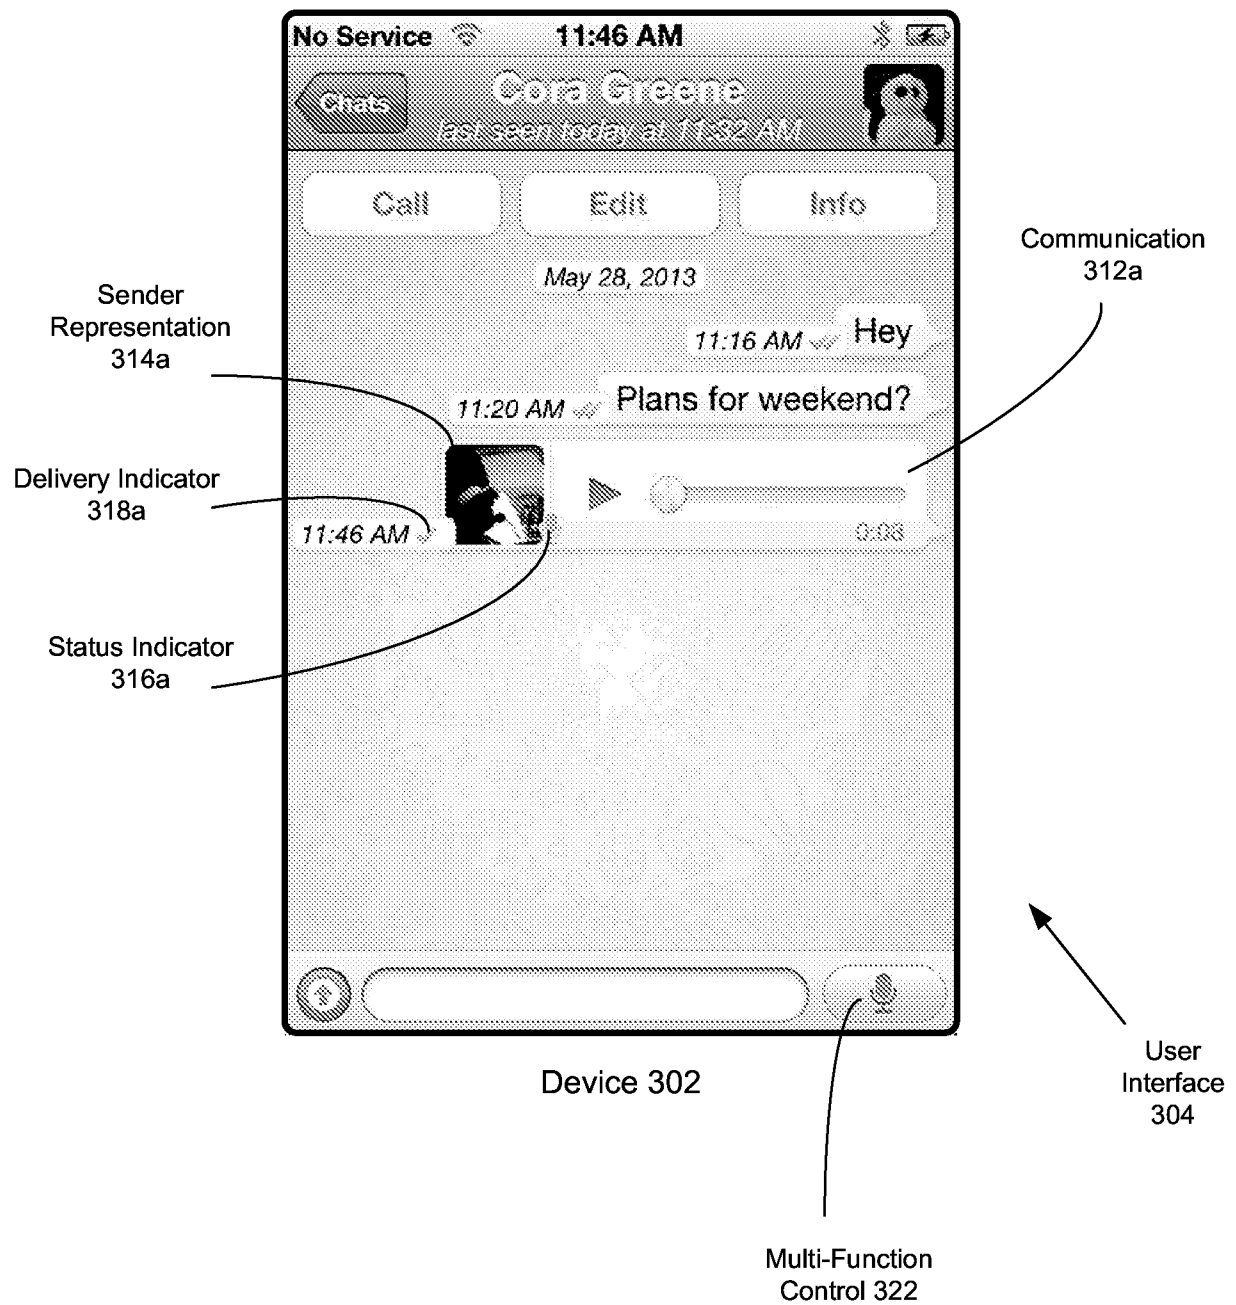 No Service 11:46 AM
Chats
Cora Greene
last seen today at 11:32 AM
Call Edit Info
May 28, 2013
Communication
312a
Sender
Representation
314a
11:16 AM Hey
11:20 AM Plans for weekend?
Delivery Indicator
318a
11:46 AM
0:08
Status Indicator
316a
Device 302
User
Interface
304
Multi-Function
Control 322